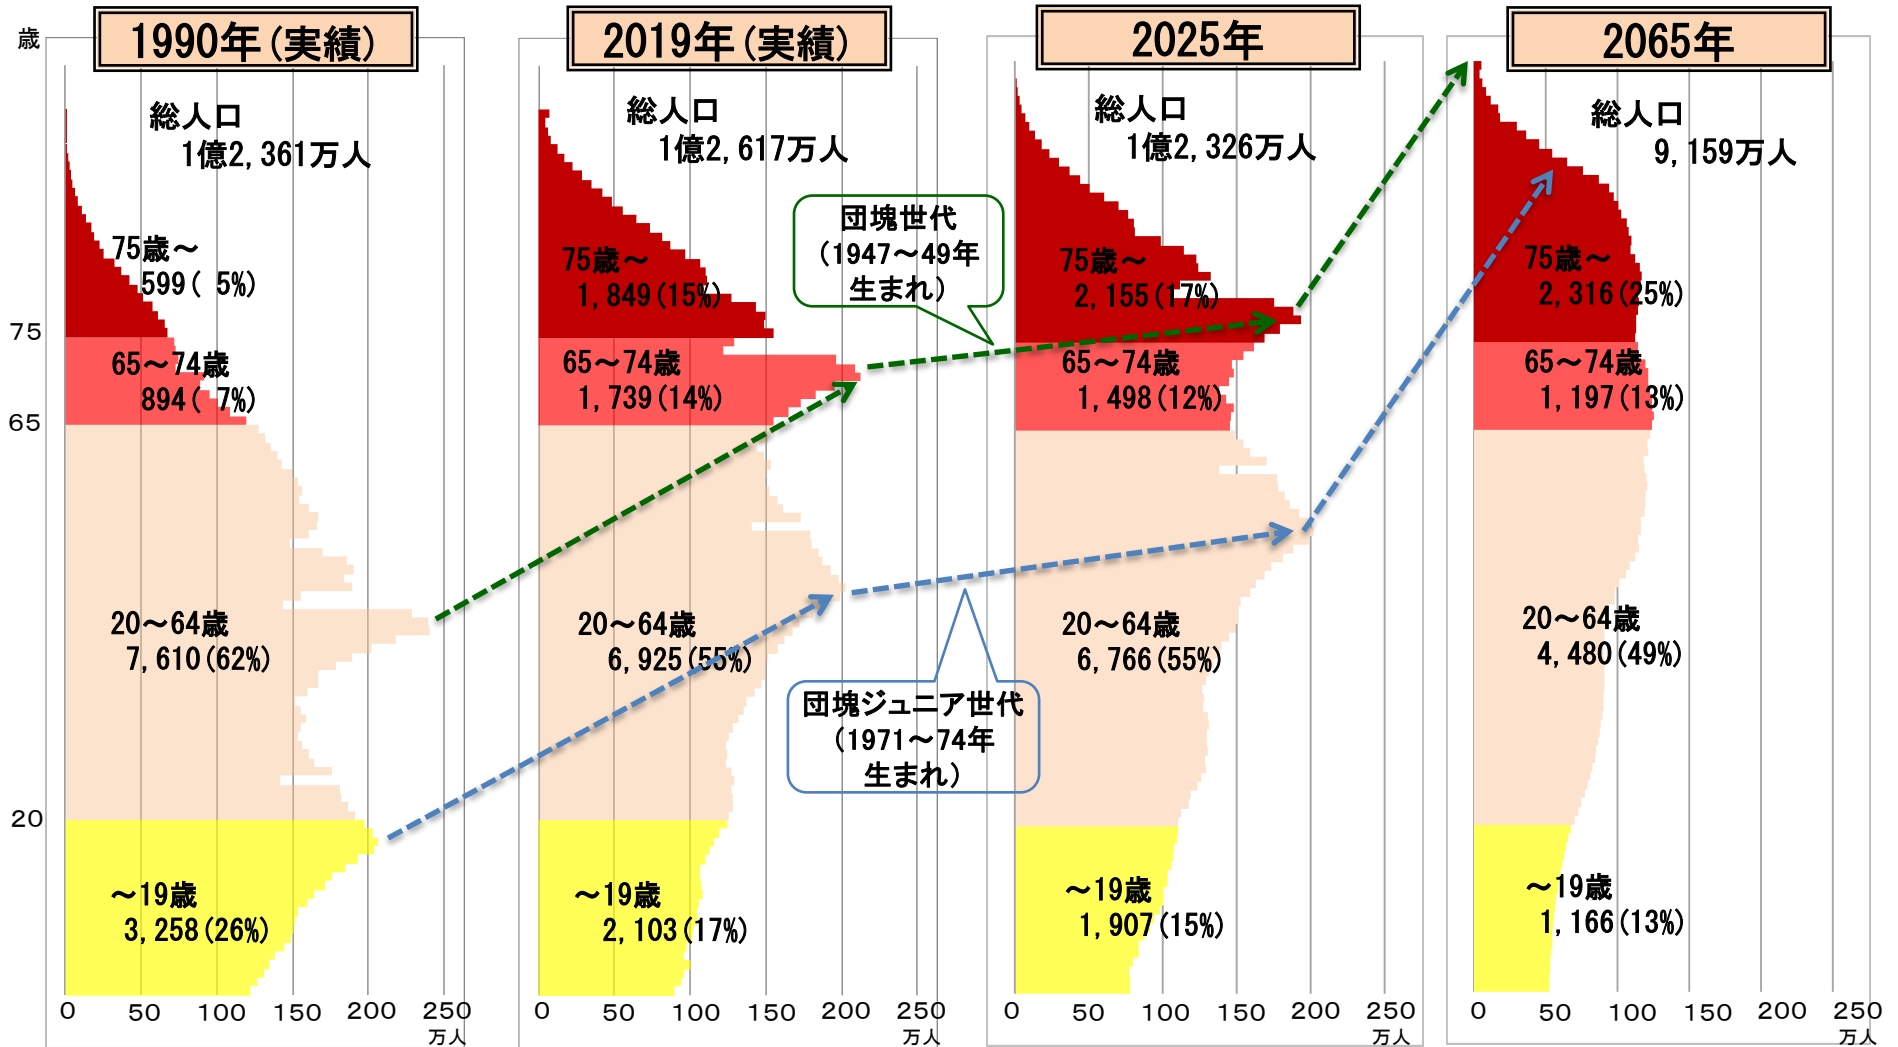 歳
1990年(実績)
総人口
1億2,361万人
75歳～
599( 5%)
65～74歳
894( 7%)
20～64歳
7,610(62%)
～19歳
3,258(26%)
75
65
20
0 50 100 150 200 250
万人
2019年(実績)
総人口
1億2,617万人
75歳～
1,849(15%)
65～74歳
1,739(14%)
20～64歳
6,925(55%)
～19歳
2,103(17%)
0 50 100 150 200 250
万人
団塊世代
(1947～49年
生まれ)
団塊ジュニア世代
(1971～74年
生まれ)
2025年
総人口
1億2,326万人
75歳～
2,155(17%)
65～74歳
1,498(12%)
20～64歳
6,766(55%)
～19歳
1,907(15%)
0 50 100 150 200 250
万人
2065年
総人口
9,159万人
75歳～
2,316(25%)
65～74歳
1,197(13%)
20～64歳
4,480(49%)
～19歳
1,166(13%)
0 50 100 150 200 250
万人